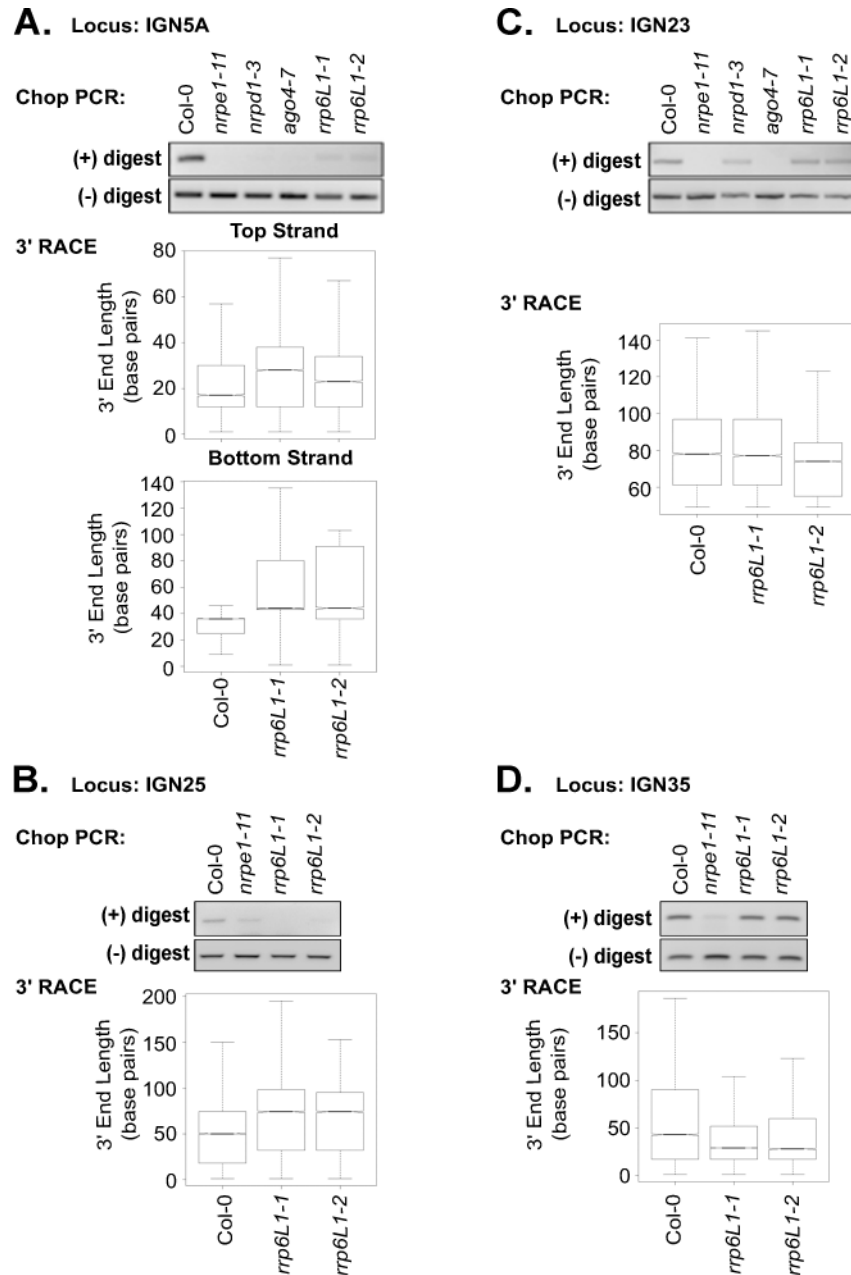 A. Locus: IGN5A
Chop PCR:
Col-0
nrpe1-11
nrpd1-3
ago4-7
rrp6L1-1
rrp6L1-2
(+) digest
(-) digest
3' RACE
Top Strand
3' End Length
(base pairs)
80
60
40
20
0
Bottom Strand
3' End Length
(base pairs)
140
120
100
80
60
40
20
0
Col-0
rrp6L1-1
rrp6L1-2
B. Locus: IGN25
Chop PCR:
Col-0
nrpe1-11
rrp6L1-1
rrp6L1-2
(+) digest
(-) digest
3' RACE
3' End Length
(base pairs)
200
150
100
50
0
Col-0
rrp6L1-1
rrp6L1-2
C. Locus: IGN23
Chop PCR:
Col-0
nrpe1-11
nrpd1-3
ago4-7
rrp6L1-1
rrp6L1-2
(+) digest
(-) digest
3' RACE
3' End Length
(base pairs)
140
120
100
80
60
Col-0
rrp6L1-1
rrp6L1-2
D. Locus: IGN35
Chop PCR:
Col-0
nrpe1-11
rrp6L1-1
rrp6L1-2
(+) digest
(-) digest
3' RACE
3' End Length
(base pairs)
150
100
50
0
Col-0
rrp6L1-1
rrp6L1-2